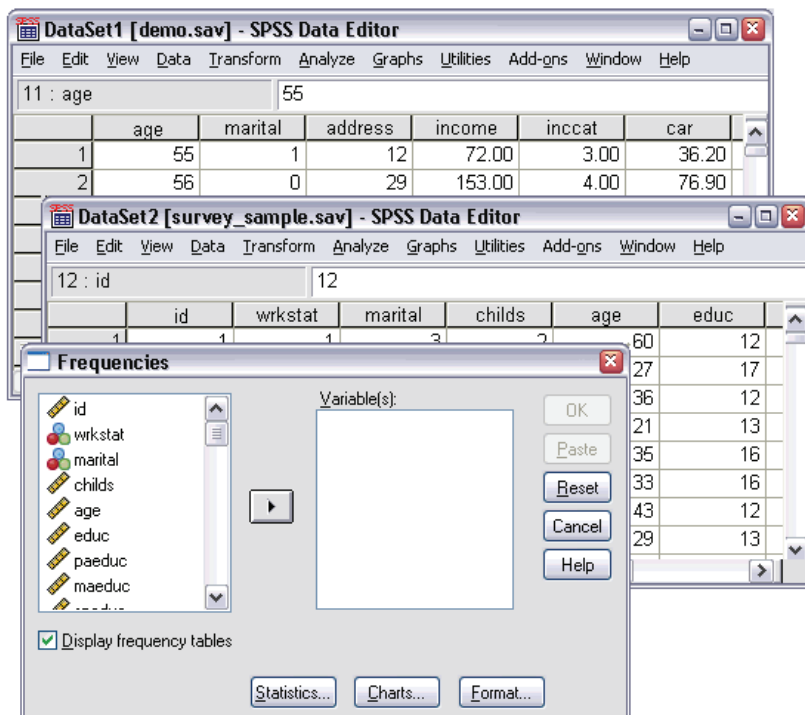 DataSet1 [demo.sav] - SPSS Data Editor
File Edit View Data Transform Analyze Graphs Utilities Add-ons Window Help
11 : age 55
age marital address income inccat car
1 55 1 12 72.00 3.00 36.20
2 56 0 29 153.00 4.00 76.90
DataSet2 [survey_sample.sav] - SPSS Data Editor
File Edit View Data Transform Analyze Graphs Utilities Add-ons Window Help
12 : id 12
id wrkstat marital childs age educ
1 1 1 3 2 60 12
27 17
36 12
21 13
35 16
33 16
43 12
29 13
Frequencies
id
wrkstat
marital
childs
age
educ
paeduc
maeduc
Variable(s):
OK
Paste
Reset
Cancel
Help
Display frequency tables
Statistics... Charts... Format...